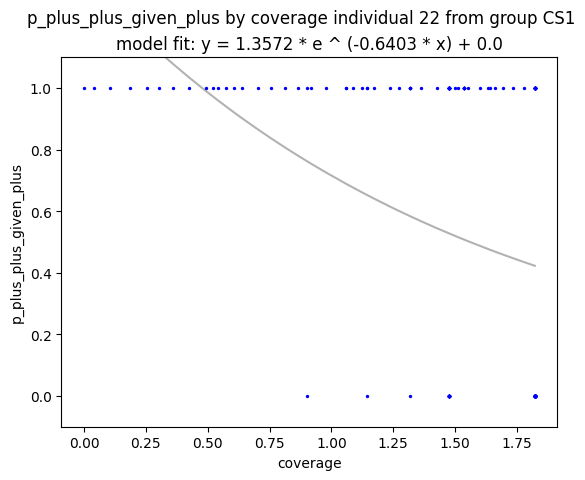 p_plus_plus_given_plus by coverage individual 22 from group CS1
model fit: y = 1.3572 * e ^ (-0.6403 * x) + 0.0
p_plus_plus_given_plus
1.0
0.8
0.6
0.4
0.2
0.0
0.00 0.25 0.50 0.75 1.00 1.25 1.50 1.75
coverage